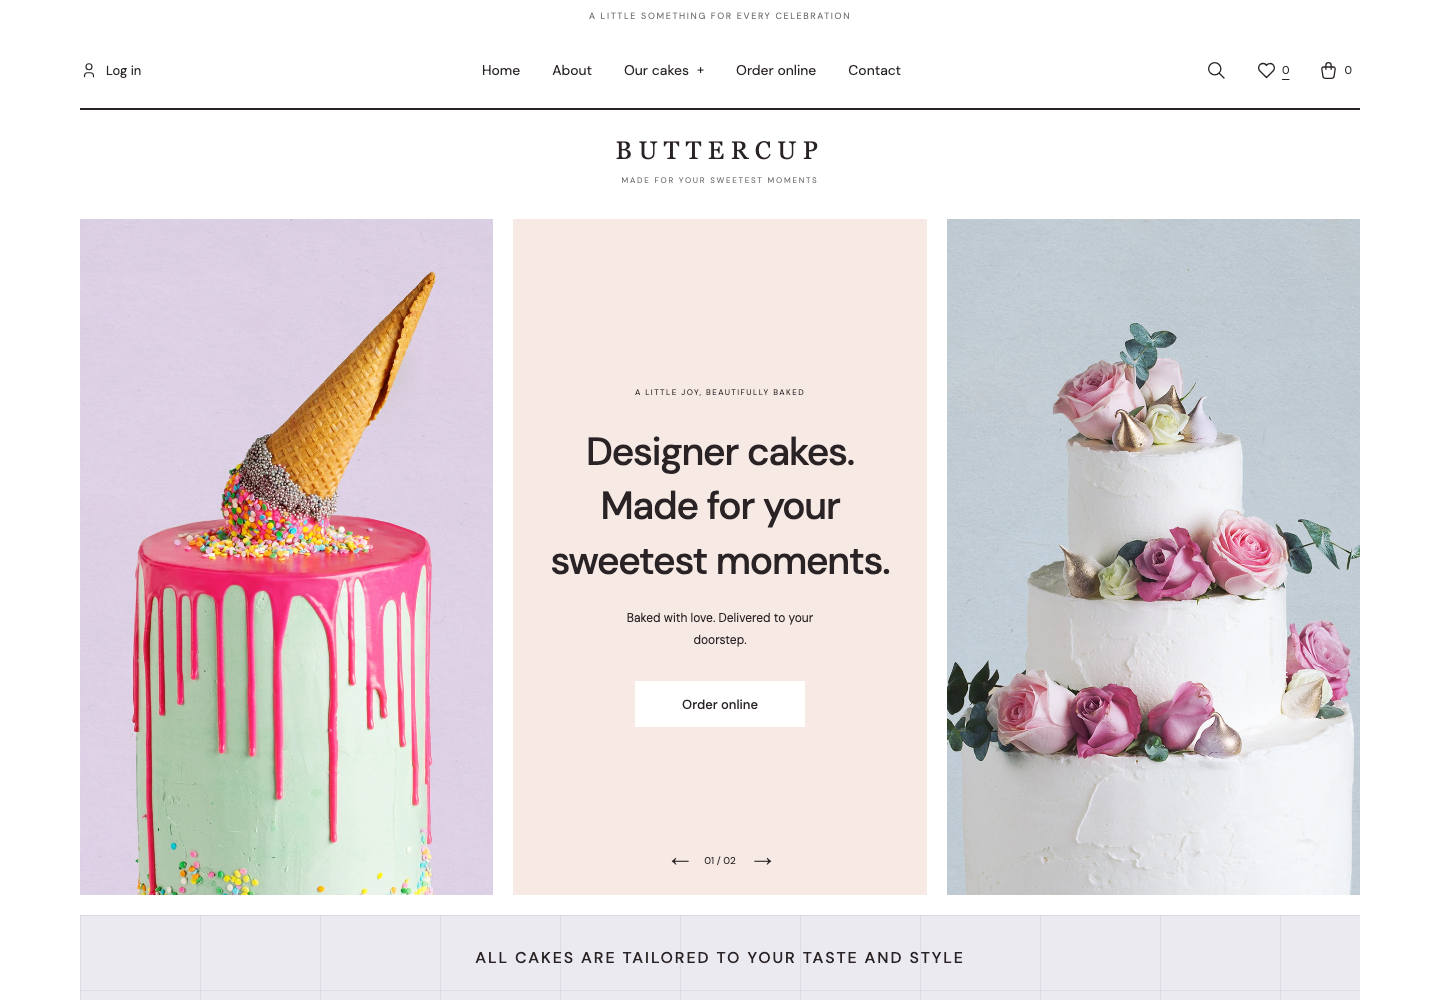 A LITTLE SOMETHING FOR EVERY CELEBRATION
Log in
Home
About
Our cakes +
Order online
Contact
0
0
BUTTERCUP
MADE FOR YOUR SWEETEST MOMENTS
A LITTLE JOY, BEAUTIFULLY BAKED
Designer cakes.
Made for your
sweetest moments.
Baked with love. Delivered to your
doorstep.
Order online
01 / 02
ALL CAKES ARE TAILORED TO YOUR TASTE AND STYLE